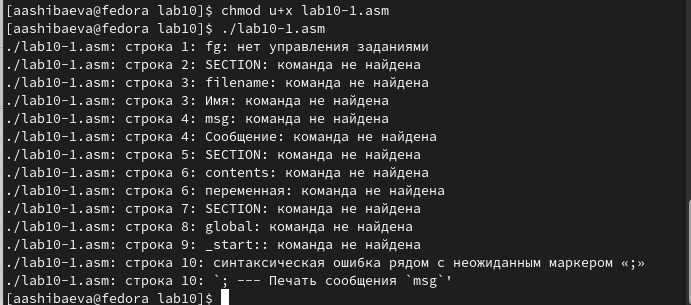 [aashibaeva@fedora lab10]$ chmod u+x lab10-1.asm
[aashibaeva@fedora lab10]$ ./lab10-1.asm
./lab10-1.asm: строка 1: fg: нет управления заданиями
./lab10-1.asm: строка 2: SECTION: команда не найдена
./lab10-1.asm: строка 3: filename: команда не найдена
./lab10-1.asm: строка 3: Имя: команда не найдена
./lab10-1.asm: строка 4: msg: команда не найдена
./lab10-1.asm: строка 4: Сообщение: команда не найдена
./lab10-1.asm: строка 5: SECTION: команда не найдена
./lab10-1.asm: строка 6: contents: команда не найдена
./lab10-1.asm: строка 6: переменная: команда не найдена
./lab10-1.asm: строка 7: SECTION: команда не найдена
./lab10-1.asm: строка 8: global: команда не найдена
./lab10-1.asm: строка 9: _start:: команда не найдена
./lab10-1.asm: строка 10: синтаксическая ошибка рядом с неожиданным маркером «;»
./lab10-1.asm: строка 10: `; --- Печать сообщения `msg`'
[aashibaeva@fedora lab10]$